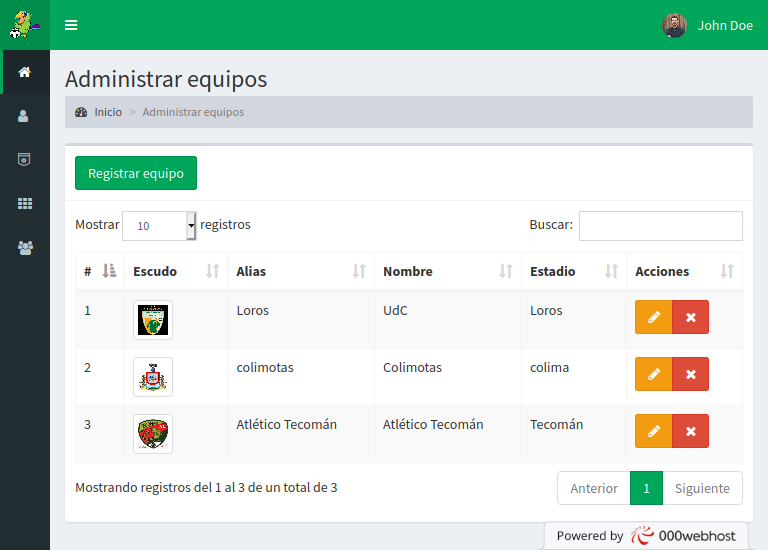 John Doe
Administrar equipos
Inicio > Administrar equipos
Registrar equipo
Mostrar 10 registros Buscar:
# Escudo Alias Nombre Estadio Acciones
1 Loros UdC Loros
2 colimotas Colimotas colima
3 Atlético Tecomán Atlético Tecomán Tecomán
Mostrando registros del 1 al 3 de un total de 3 Anterior 1 Siguiente
Powered by 000webhost